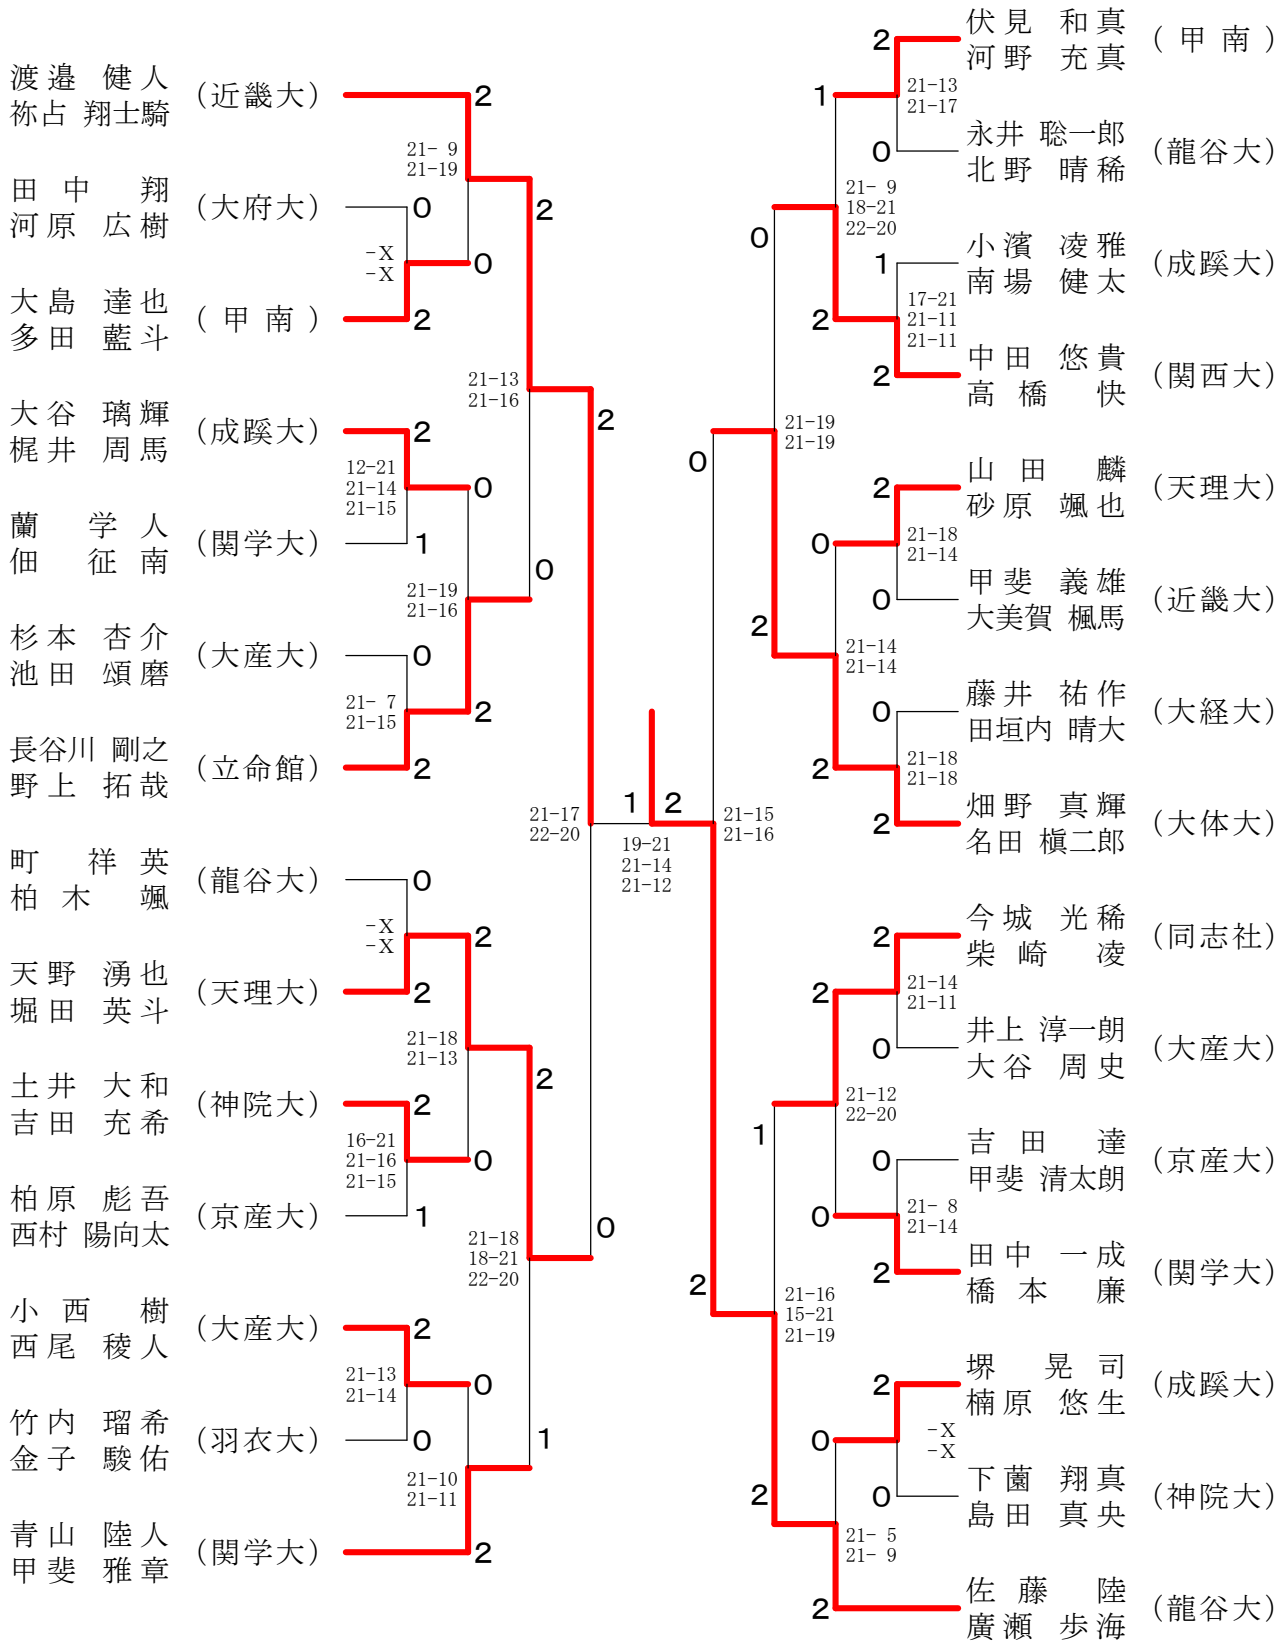 渡邉 健人
祢占 翔士騎
(近畿大)
2
21- 9
21-19
田中 翔
河原 広樹
(大府大)
0
2
-X
-X
0
大島 達也
多田 藍斗
(甲南)
2
21-13
21-16
2
大谷 璃輝
梶井 周馬
(成蹊大)
2
12-21
21-14
21-15
0
蘭 学人
佃 征南
(関学大)
1
0
21-19
21-16
杉本 杏介
池田 頌磨
(大産大)
0
21- 7
21-15
2
長谷川 剛之
野上 拓哉
(立命館)
2
21-17
22-20
町 祥英
柏木 颯
(龍谷大)
0
-X
-X
2
天野 湧也
堀田 英斗
(天理大)
2
21-18
21-13
2
土井 大和
吉田 充希
(神院大)
2
16-21
21-16
21-15
0
柏原 彪吾
西村 陽向太
(京産大)
1
0
21-18
18-21
22-20
小西 樹
西尾 稜人
(大産大)
2
21-13
21-14
0
竹内 瑠希
金子 駿佑
(羽衣大)
0
1
21-10
21-11
青山 陸人
甲斐 雅章
(関学大)
2
1
2
19-21
21-14
21-12
伏見 和真
河野 充真
(甲南)
2
21-13
21-17
1
永井 聡一郎
北野 晴稀
(龍谷大)
0
21- 9
18-21
22-20
0
小濱 凌雅
南場 健太
(成蹊大)
1
17-21
21-11
21-11
2
中田 悠貴
高橋 快
(関西大)
2
21-19
21-19
0
山田 麟
砂原 颯也
(天理大)
2
21-18
21-14
0
甲斐 義雄
大美賀 楓馬
(近畿大)
0
2
21-14
21-14
藤井 祐作
田垣内 晴大
(大経大)
0
21-18
21-18
2
畑野 真輝
名田 槇二郎
(大体大)
2
21-15
21-16
今城 光稀
柴崎 凌
(同志社)
2
21-14
21-11
2
井上 淳一朗
大谷 周史
(大産大)
0
21-12
22-20
1
吉田 達
甲斐 清太朗
(京産大)
0
21- 8
21-14
0
田中 一成
橋本 廉
(関学大)
2
2
21-16
15-21
21-19
堺 晃司
楠原 悠生
(成蹊大)
2
-X
-X
0
下薗 翔真
島田 真央
(神院大)
0
2
21- 5
21- 9
佐藤 陸
廣瀬 歩海
(龍谷大)
2